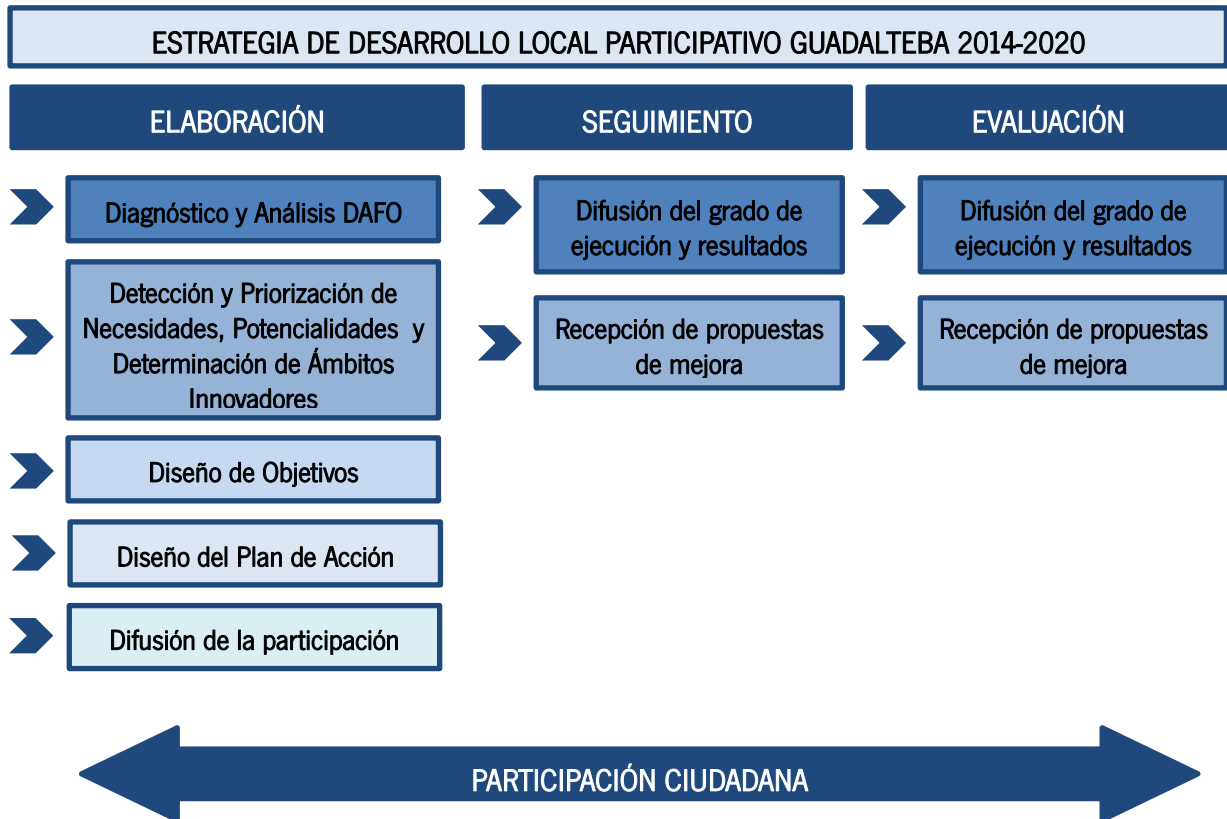 ESTRATEGIA DE DESARROLLO LOCAL PARTICIPATIVO GUADALTEBA 2014-2020
ELABORACIÓN
Diagnóstico y Análisis DAFO
Detección y Priorización de
Necesidades, Potencialidades y
Determinación de Ámbitos
Innovadores
Diseño de Objetivos
Diseño del Plan de Acción
Difusión de la participación
SEGUIMIENTO
Difusión del grado de
ejecución y resultados
Recepción de propuestas
de mejora
EVALUACIÓN
Difusión del grado de
ejecución y resultados
Recepción de propuestas
de mejora
PARTICIPACIÓN CIUDADANA